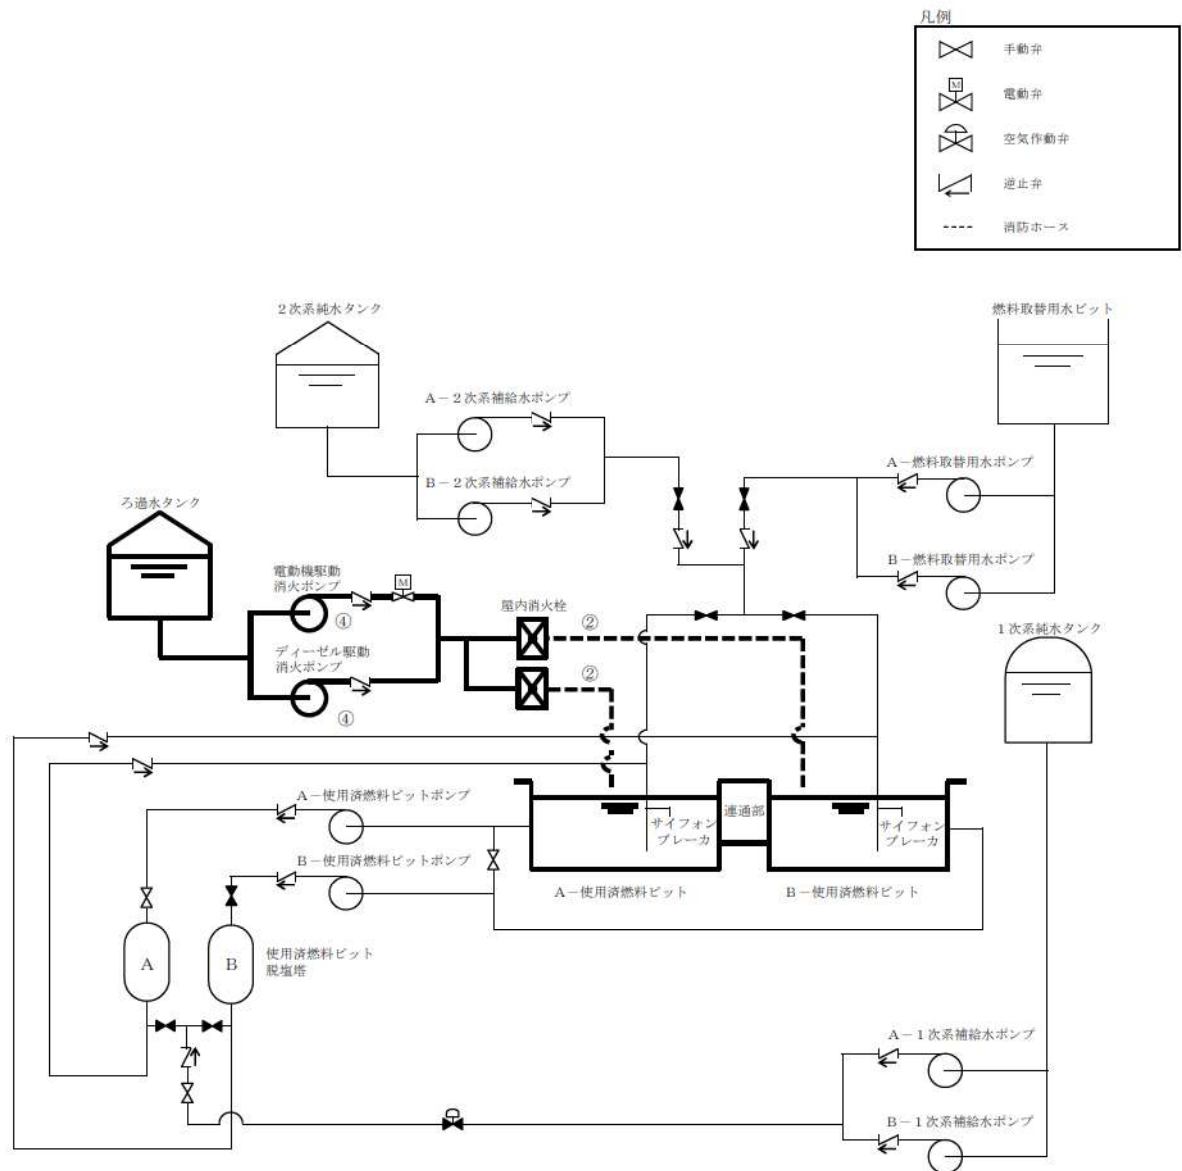 凡例
手動弁
M
電動弁
空気作動弁
逆止弁
消防ホース
2次系純水タンク
燃料取替用水ピット
A-2次系補給水ポンプ
A-燃料取替用水ポンプ
B-2次系補給水ポンプ
ろ過水タンク
B-燃料取替用水ポンプ
電動機駆動
消火ポンプ
M
④
屋内消火栓
②
1次系純水タンク
ディーゼル駆動
消火ポンプ
②
④
A-使用済燃料ピットポンプ
連通部
サイフォン
ブレーカ
サイフォン
ブレーカ
B-使用済燃料ピットポンプ
A-使用済燃料ピット
B-使用済燃料ピット
A
B
使用済燃料ピット
脱塩塔
A-1次系補給水ポンプ
B-1次系補給水ポンプ